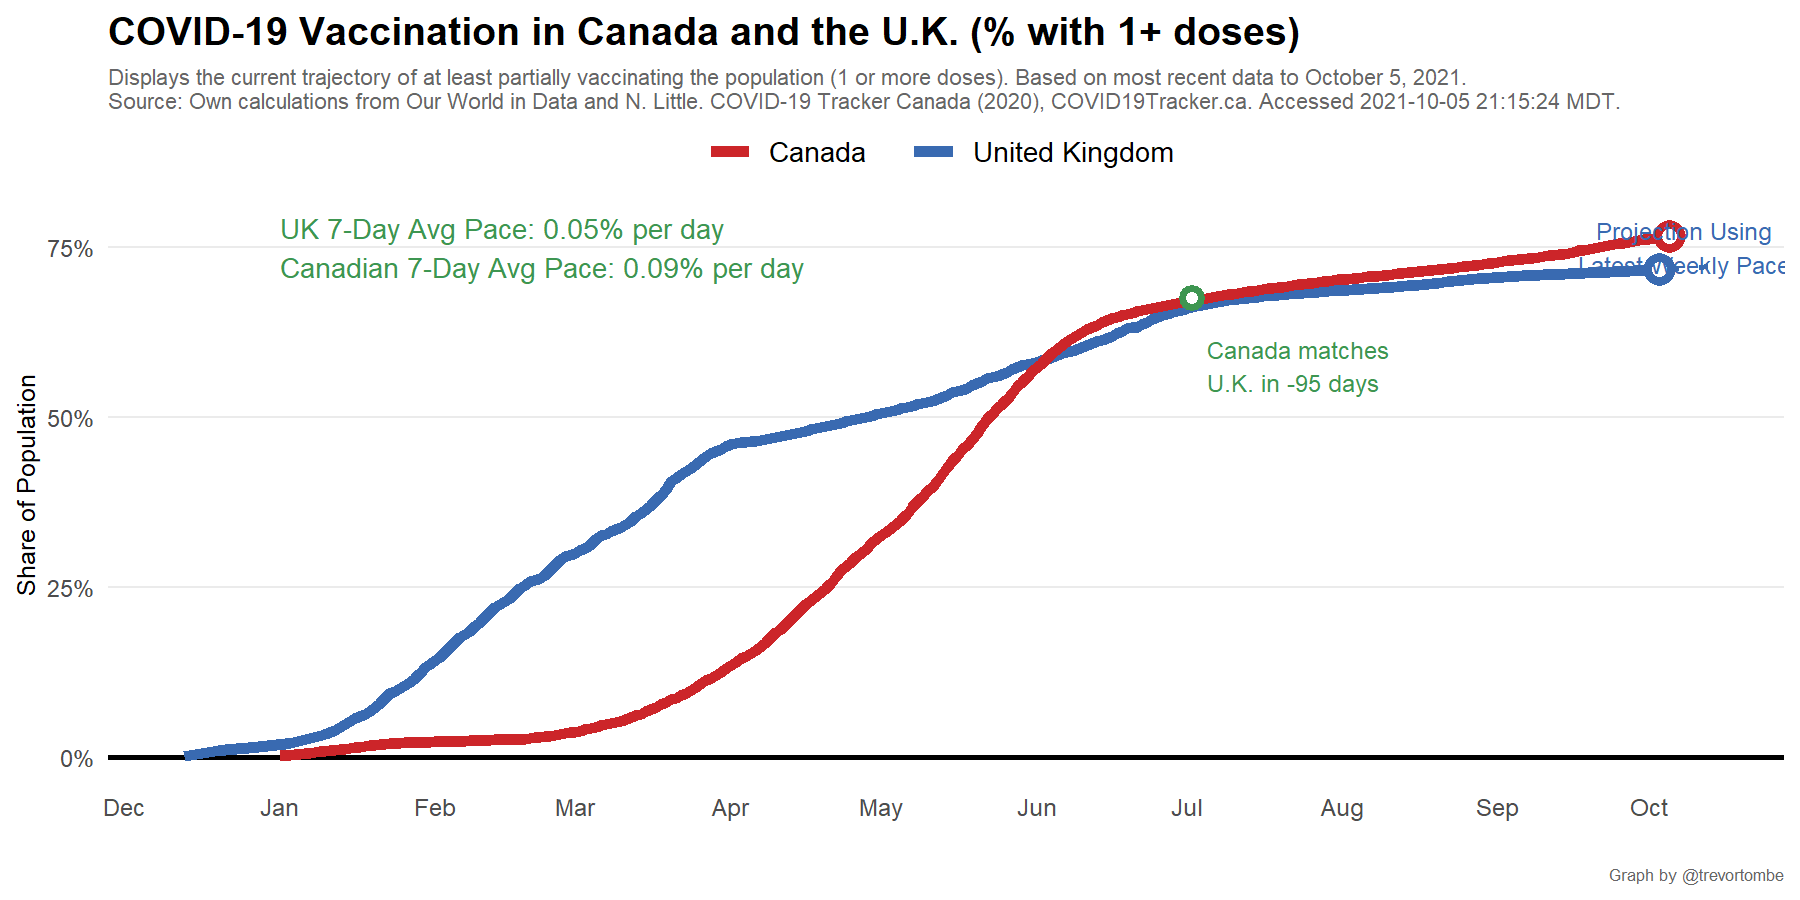 COVID-19 Vaccination in Canada and the U.K. (% with 1+ doses)
Displays the current trajectory of at least partially vaccinating the population (1 or more doses). Based on most recent data to October 5, 2021.
Source: Own calculations from Our World in Data and N. Little. COVID-19 Tracker Canada (2020), COVID19Tracker.ca. Accessed 2021-10-05 21:15:24 MDT.
Canada
United Kingdom
UK 7-Day Avg Pace: 0.05% per day
Canadian 7-Day Avg Pace: 0.09% per day
Projection Using
Latest Weekly Pace
Canada matches
U.K. in -95 days
Share of Population
75%
50%
25%
0%
Dec Jan Feb Mar Apr May Jun Jul Aug Sep Oct
Graph by @trevortombe